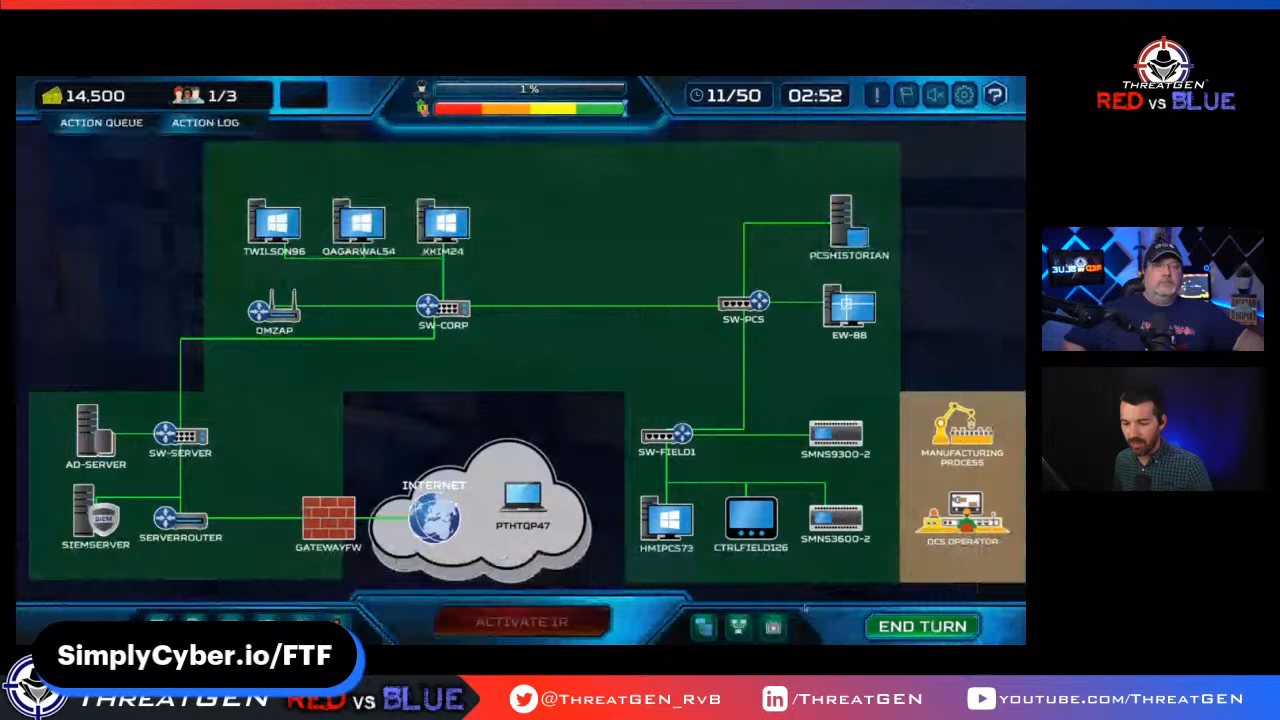 14,500
1/3
1 %
11/50
02:52
!
?
ACTION QUEUE
ACTION LOG
THREATGEN
RED VS BLUE
TWILSON96
QAGARWAL54
KKIM24
PCSHISTORIAN
DMZAP
SW-CORP
SW-PCS
EW-88
AD-SERVER
SW-SERVER
SW-FIELD1
SMNS9300-2
MANUFACTURING
PROCESS
INTERNET
PTHTQP47
SIEM
SIEMSERVER
SERVERROUTER
GATEWAYFW
HMIPCS73
CTRLFIELD126
SMNS3600-2
DCS OPERATOR
ACTIVATE IR
END TURN
SimplyCyber.io/FTF
THREATGEN RED VS BLUE
@THREATGEN_RVB
/THREATGEN
YOUTUBE.COM/THREATGEN